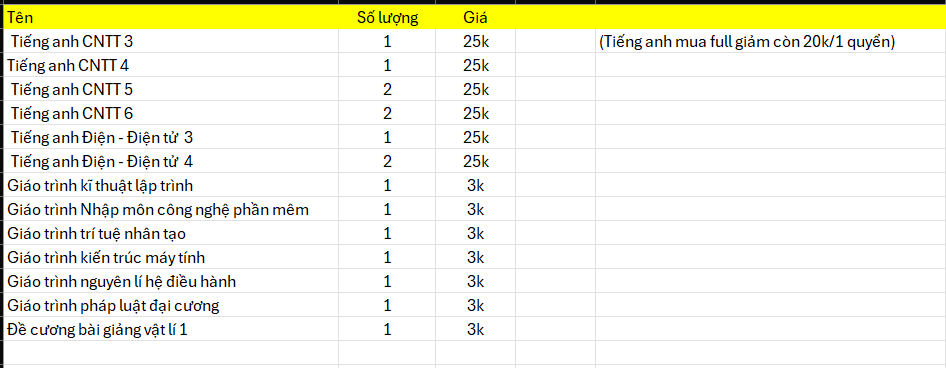 Tên Số lượng Giá
Tiếng anh CNTT 3 1 25k (Tiếng anh mua full giảm còn 20k/1 quyển)
Tiếng anh CNTT 4 1 25k
Tiếng anh CNTT 5 2 25k
Tiếng anh CNTT 6 2 25k
Tiếng anh Điện - Điện tử 3 1 25k
Tiếng anh Điện - Điện tử 4 2 25k
Giáo trình kĩ thuật lập trình 1 3k
Giáo trình Nhập môn công nghệ phần mêm 1 3k
Giáo trình trí tuệ nhân tạo 1 3k
Giáo trình kiến trúc máy tính 1 3k
Giáo trình nguyên lí hệ điều hành 1 3k
Giáo trình pháp luật đại cương 1 3k
Đề cương bài giảng vật lí 1 1 3k